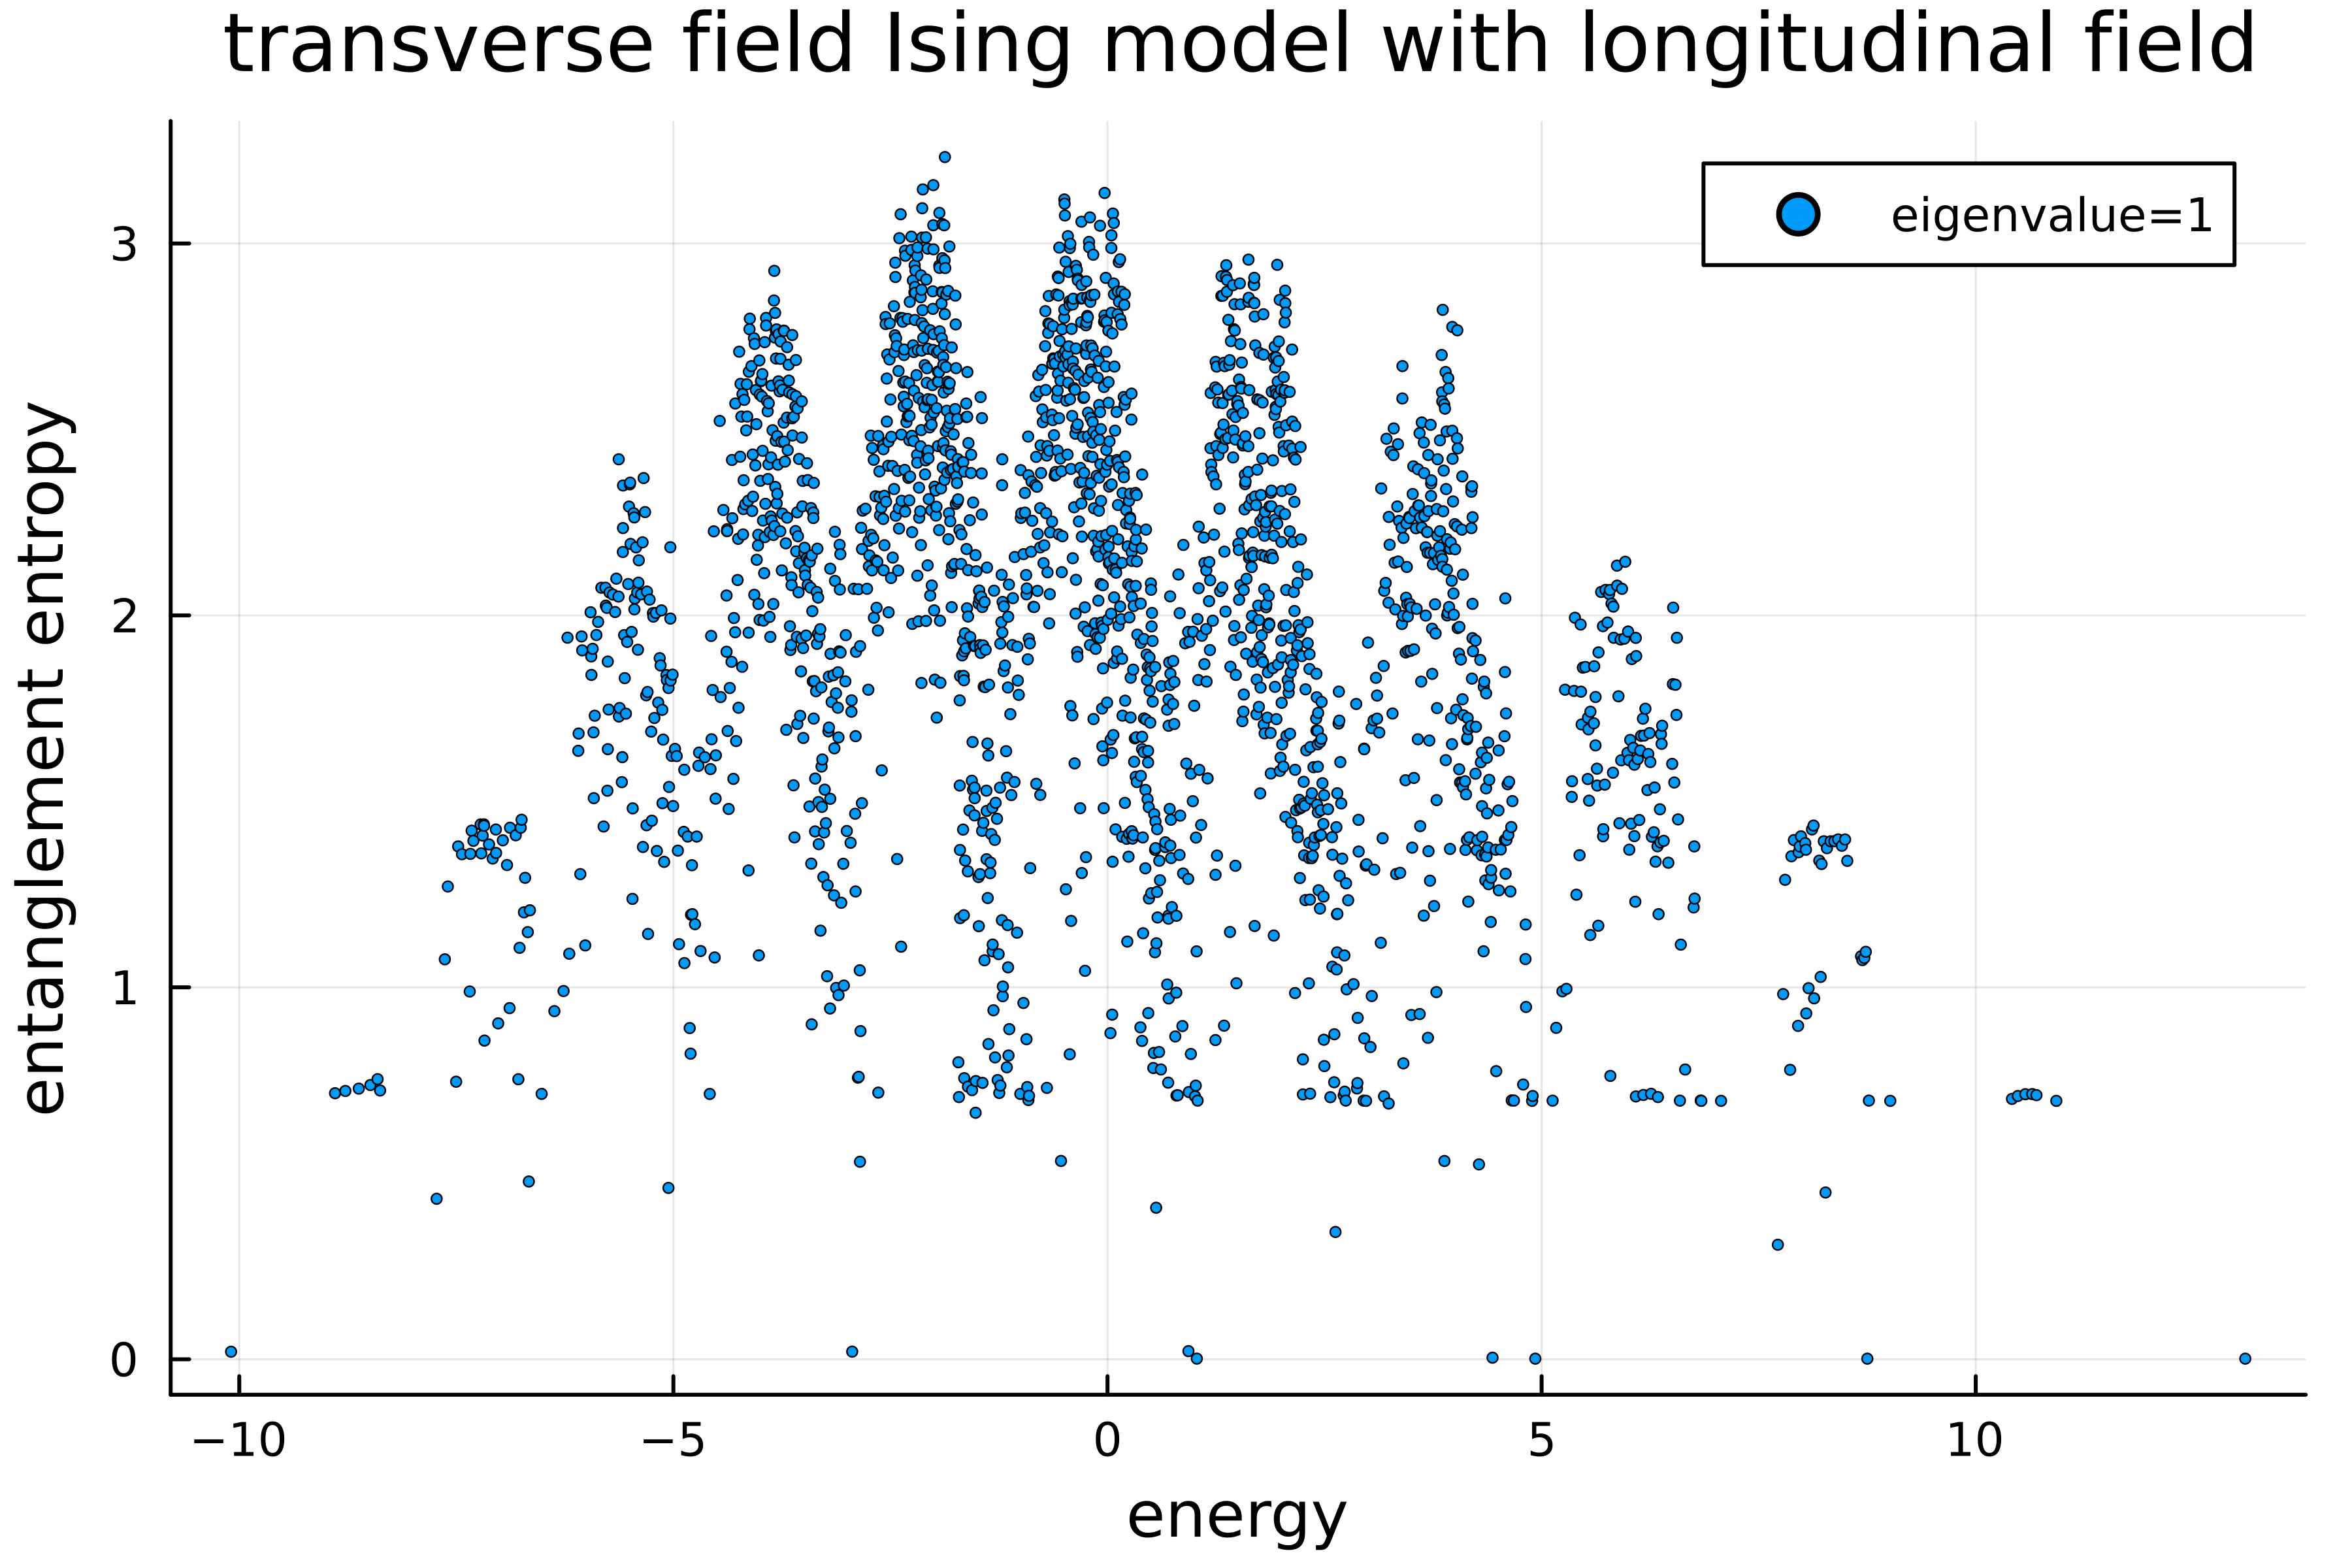 transverse field Ising model with longitudinal field
eigenvalue=1
entanglement entropy
3
2
1
0
−10
−5
0
5
10
energy